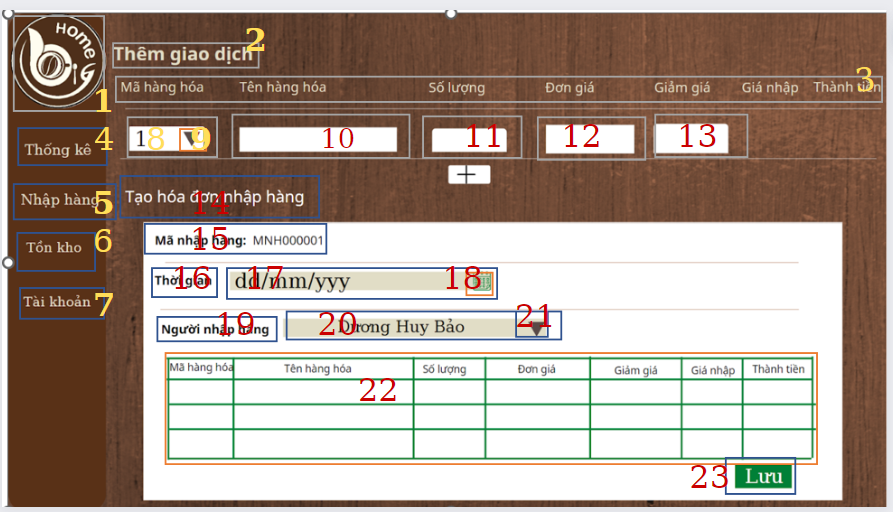 HOME
BiG
1
Thêm giao dịch 2
Mã hàng hóa Tên hàng hóa Số lượng Đơn giá Giảm giá Giá nhập Thành tiền 3
Thống kê 4
1 8 9 10 11 12 13
Nhập hàng 5
Tồn kho 6
Tài khoản 7
Tạo hóa đơn nhập hàng 14
Mã nhập hàng: MNH000001 15
Thời gian 16 dd/mm/yyy 17 18
Người nhập hàng 19 Dương Huy Bảo 20 21
Mã hàng hóa Tên hàng hóa Số lượng Đơn giá Giảm giá Giá nhập Thành tiền
22
23 Lưu